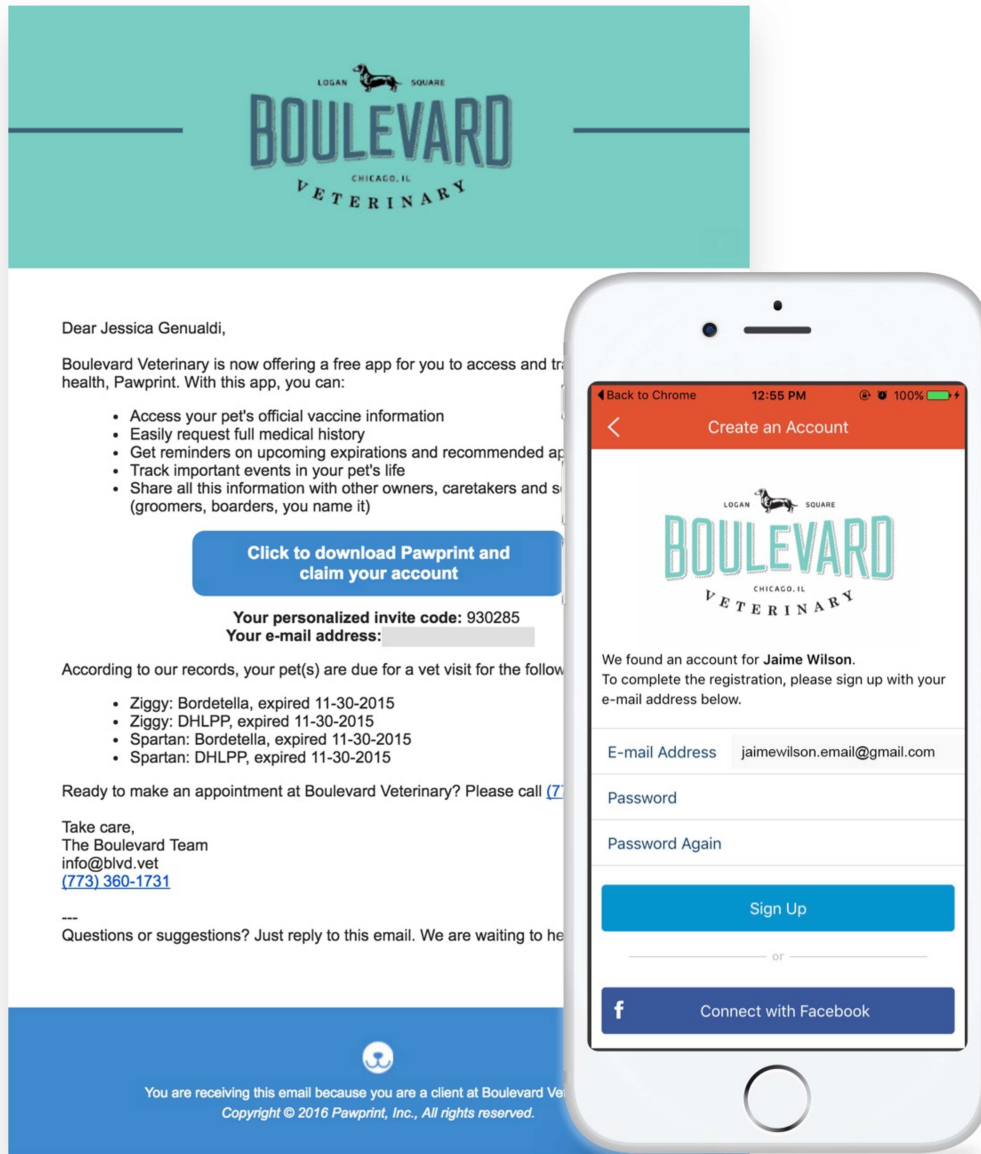 LOGAN SQUARE
BOULEVARD
CHICAGO, IL
VETERINARY
Dear Jessica Genualdi,
Boulevard Veterinary is now offering a free app for you to access and
health, Pawprint. With this app, you can:
• Access your pet's official vaccine information
• Easily request full medical history
• Get reminders on upcoming expirations and recommended
• Track important events in your pet's life
• Share all this information with other owners, caretakers and
(groomers, boarders, you name it)
Click to download Pawprint and
claim your account
Your personalized invite code: 930285
Your e-mail address:
According to our records, your pet(s) are due for a vet visit for the
• Ziggy: Bordetella, expired 11-30-2015
• Ziggy: DHLPP, expired 11-30-2015
• Spartan: Bordetella, expired 11-30-2015
• Spartan: DHLPP, expired 11-30-2015
Ready to make an appointment at Boulevard Veterinary? Please call
Take care,
The Boulevard Team
info@blvd.vet
(773) 360-1731
---
Questions or suggestions? Just reply to this email. We are waiting to
You are receiving this email because you are a client at Boulevard
Copyright © 2016 Pawprint, Inc., All rights reserved.
Back to Chrome 12:55 PM 100%
Create an Account
LOGAN SQUARE
BOULEVARD
CHICAGO, IL
VETERINARY
We found an account for Jaime Wilson.
To complete the registration, please sign up with your
e-mail address below.
E-mail Address jaimewilson.email@gmail.com
Password
Password Again
Sign Up
or
f Connect with Facebook